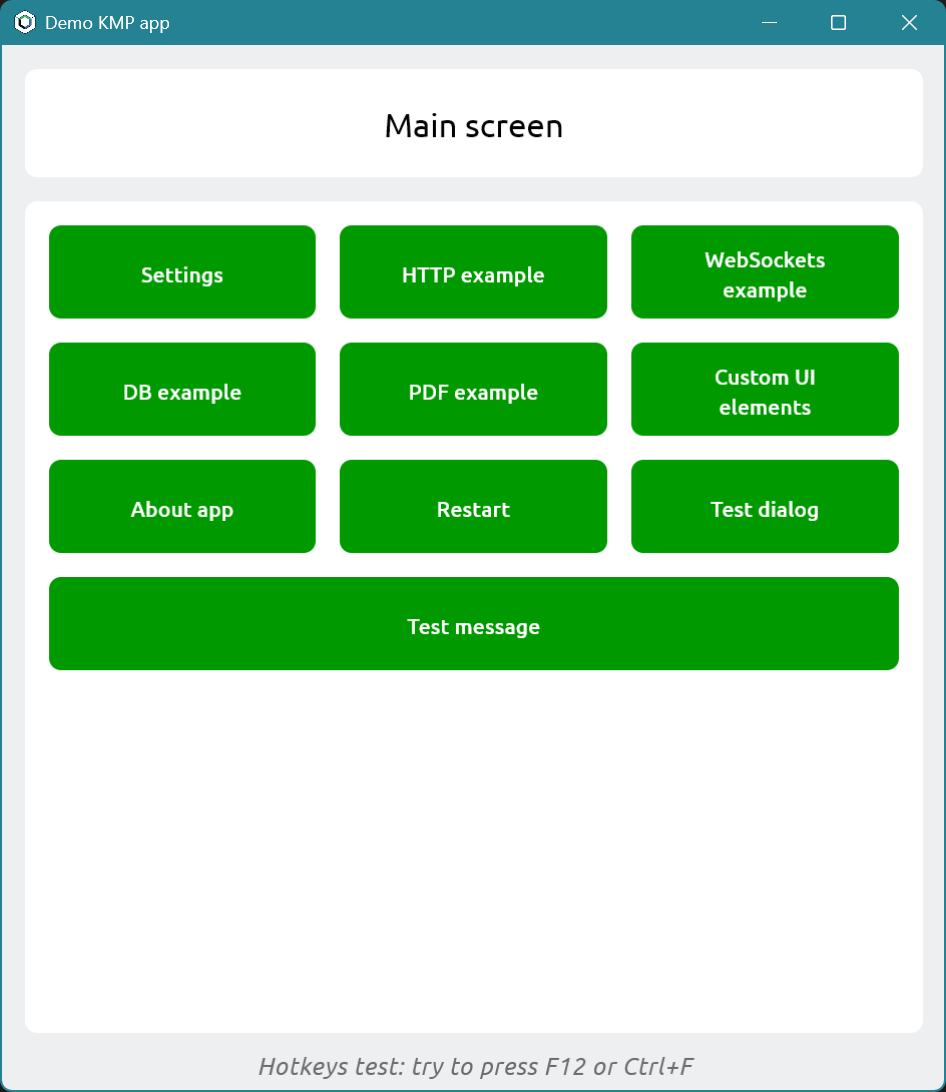 Demo KMP app
Main screen
Settings
HTTP example
WebSockets
example
DB example
PDF example
Custom UI
elements
About app
Restart
Test dialog
Test message
Hotkeys test: try to press F12 or Ctrl+F